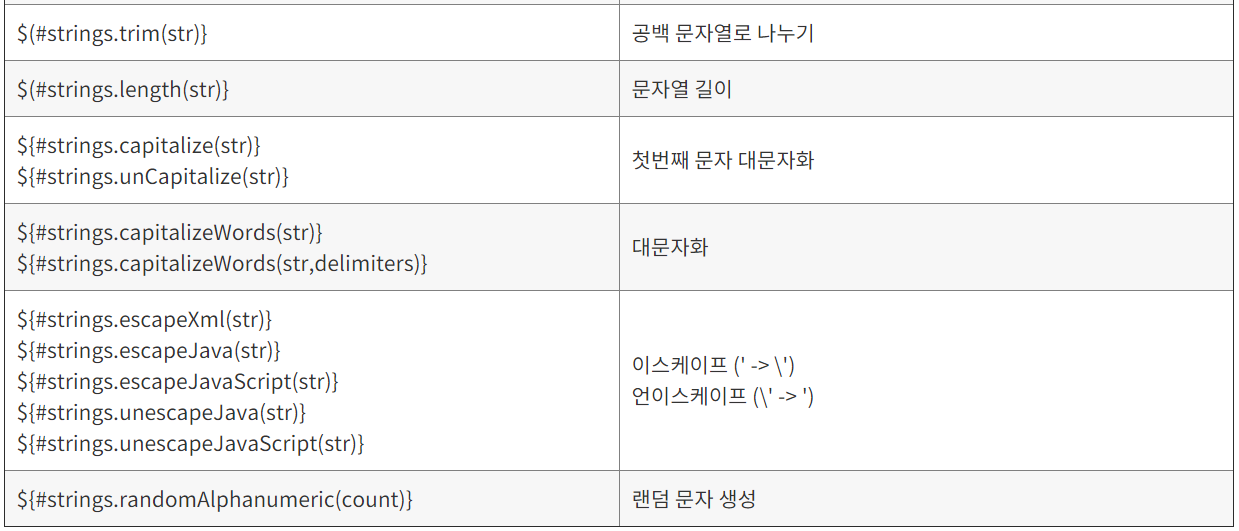 $(#strings.trim(str)}
공백 문자열로 나누기
$(#strings.length(str)}
문자열 길이
${#strings.capitalize(str)}
${#strings.unCapitalize(str)}
첫번째 문자 대문자화
${#strings.capitalizeWords(str)}
${#strings.capitalizeWords(str,delimiters)}
대문자화
${#strings.escapeXml(str)}
${#strings.escapeJava(str)}
${#strings.escapeJavaScript(str)}
${#strings.unescapeJava(str)}
${#strings.unescapeJavaScript(str)}
이스케이프 (' -> \')
언이스케이프 (\' -> ')
${#strings.randomAlphanumeric(count)}
랜덤 문자 생성